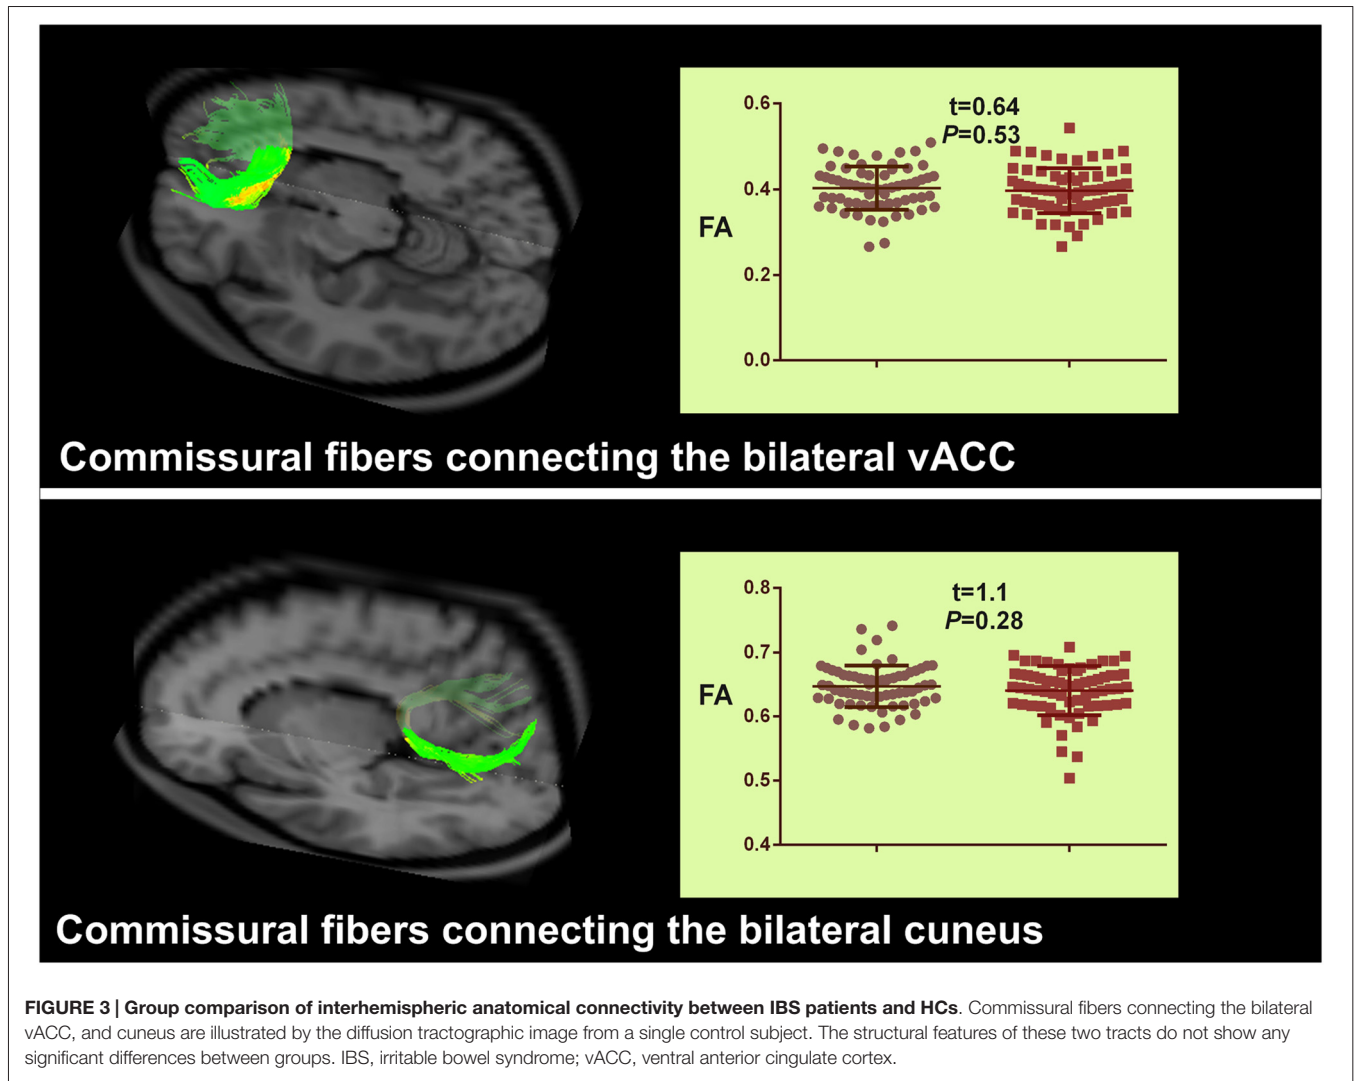 0.6
t=0.64
P=0.53
0.4
FA
0.2
0.0
Commissural fibers connecting the bilateral vACC
0.8
t=1.1
P=0.28
0.7
FA
0.6
0.5
0.4
Commissural fibers connecting the bilateral cuneus
FIGURE 3 | Group comparison of interhemispheric anatomical connectivity between IBS patients and HCs. Commissural fibers connecting the bilateral
vACC, and cuneus are illustrated by the diffusion tractographic image from a single control subject. The structural features of these two tracts do not show any
significant differences between groups. IBS, irritable bowel syndrome; vACC, ventral anterior cingulate cortex.